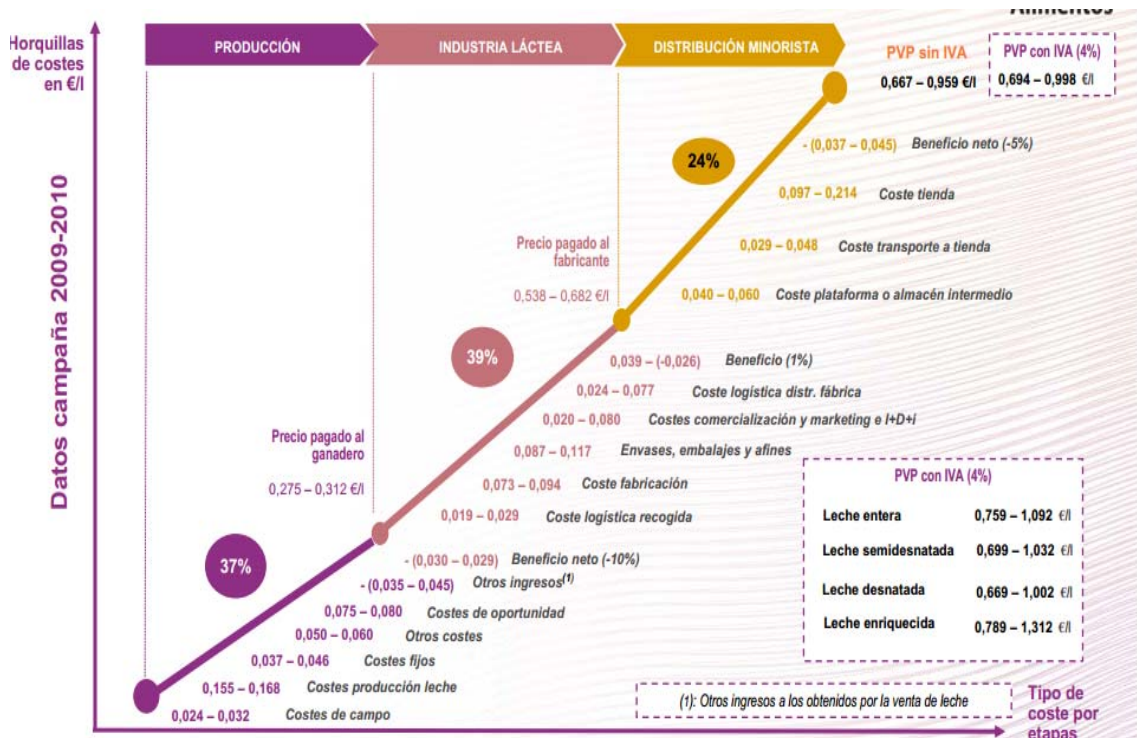 Alimentos
Horquillas
de costes
en €/l
PRODUCCIÓN
INDUSTRIA LÁCTEA
DISTRIBUCIÓN MINORISTA
PVP sin IVA
0,667 – 0,959 €/l
PVP con IVA (4%)
0,694 – 0,998 €/l
Datos campaña 2009-2010
24%
- (0,037 – 0,045) Beneficio neto (-5%)
0,097 – 0,214 Coste tienda
0,029 – 0,048 Coste transporte a tienda
0,040 – 0,060 Coste plataforma o almacén intermedio
Precio pagado al
fabricante
0,538 – 0,682 €/l
39%
0,039 – (-0,026) Beneficio (1%)
0,024 – 0,077 Coste logística distr. fábrica
0,020 – 0,080 Costes comercialización y marketing e I+D+i
0,087 – 0,117 Envases, embalajes y afines
0,073 – 0,094 Coste fabricación
0,019 – 0,029 Coste logística recogida
Precio pagado al
ganadero
0,275 – 0,312 €/l
37%
- (0,030 – 0,029) Beneficio neto (-10%)
- (0,035 – 0,045) Otros ingresos(1)
0,075 – 0,080 Costes de oportunidad
0,050 – 0,060 Otros costes
0,037 – 0,046 Costes fijos
0,155 – 0,168 Costes producción leche
0,024 – 0,032 Costes de campo
PVP con IVA (4%)
Leche entera 0,759 – 1,092 €/l
Leche semidesnatada 0,699 – 1,032 €/l
Leche desnatada 0,669 – 1,002 €/l
Leche enriquecida 0,789 – 1,312 €/l
(1): Otros ingresos a los obtenidos por la venta de leche
Tipo de
coste por
etapas